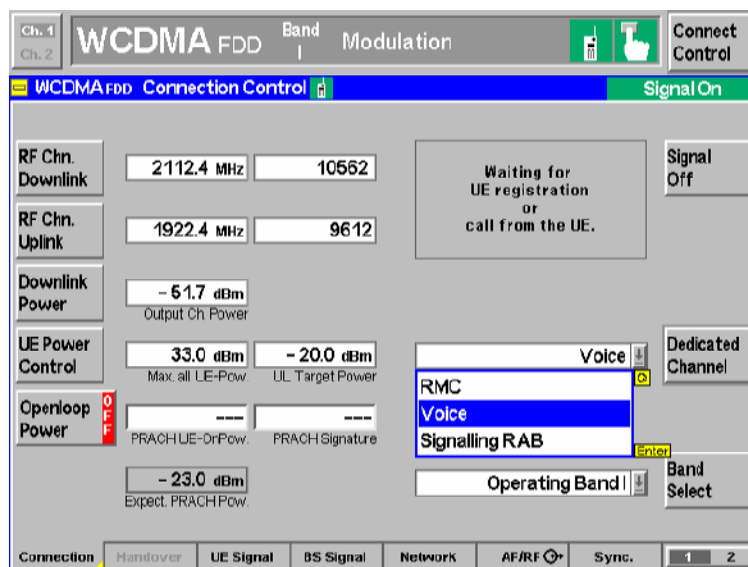 Ch. 1
Ch. 2
WCDMA FDD Band I Modulation
Connect Control
WCDMA FDD Connection Control
Signal On
RF Chn. Downlink
2112.4 MHz
10562
Waiting for
UE registration
or
call from the UE.
Signal Off
RF Chn. Uplink
1922.4 MHz
9612
Downlink Power
- 51.7 dBm
Output Ch Power
UE Power Control
33.0 dBm
- 20.0 dBm
Max. all UE-Pow.
UL Target Power
Voice
Dedicated Channel
RMC
Voice
Signalling RAB
Enter
Openloop Power
OFF
---
---
PRACH UE-OnPow.
PRACH Signature
- 23.0 dBm
Expect. PRACH Pow.
Operating Band I
Band Select
Connection
Handover
UE Signal
BS Signal
Network
AF/RF
Sync.
1 2